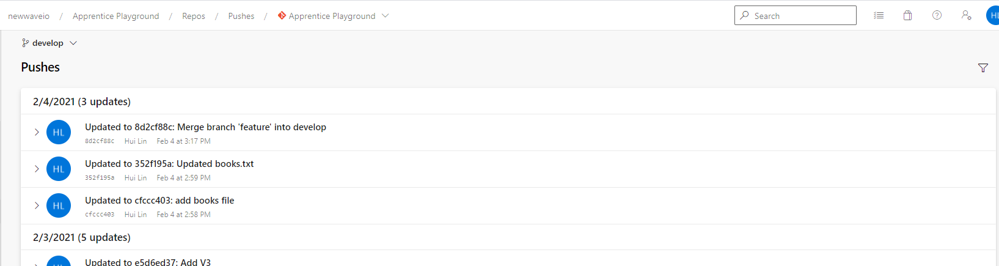 newwaveio / Apprentice Playground / Repos / Pushes / Apprentice Playground
Search
HL
develop
Pushes
2/4/2021 (3 updates)
HL
Updated to 8d2cf88c: Merge branch 'feature' into develop
8d2cf88c Hui Lin Feb 4 at 3:17 PM
HL
Updated to 352f195a: Updated books.txt
352f195a Hui Lin Feb 4 at 2:59 PM
HL
Updated to cfccc403: add books file
cfccc403 Hui Lin Feb 4 at 2:58 PM
2/3/2021 (5 updates)
HL
Updated to e5d6ed37: Add V3